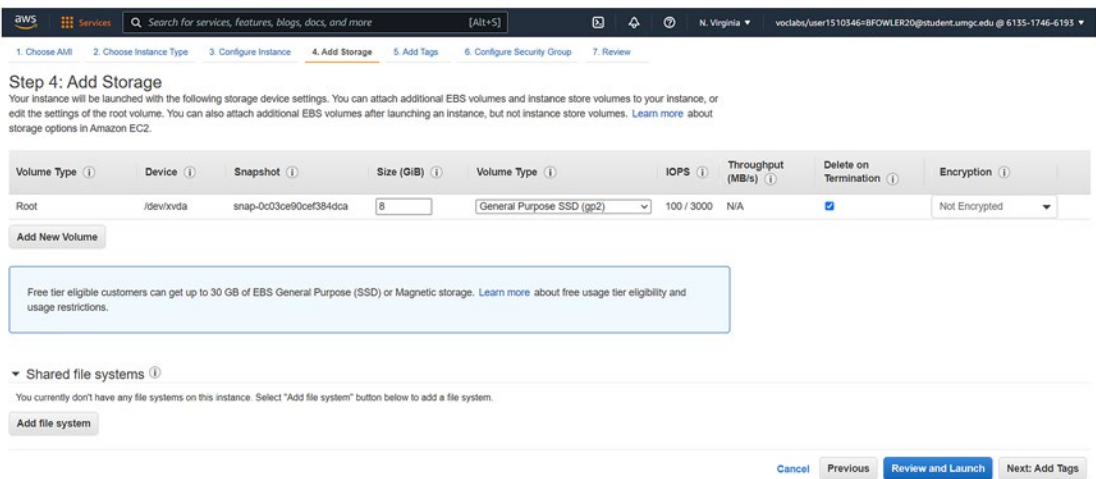 aws Services Search for services, features, blogs, docs, and more [Alt+S] N. Virginia voclabs/user1510346=BFOWLER20@student.umgc.edu @ 6135-1746-6193
1. Choose AMI 2. Choose Instance Type 3. Configure Instance 4. Add Storage 5. Add Tags 6. Configure Security Group 7. Review
Step 4: Add Storage
Your instance will be launched with the following storage device settings. You can attach additional EBS volumes and instance store volumes to your instance, or
edit the settings of the root volume. You can also attach additional EBS volumes after launching an instance, but not instance store volumes. Learn more about
storage options in Amazon EC2.
Volume Type Device Snapshot Size (GiB) Volume Type IOPS Throughput (MB/s) Delete on Termination Encryption
Root /dev/xvda snap-0c03ce90cef384dca 8 General Purpose SSD (gp2) 100 / 3000 N/A Not Encrypted
Add New Volume
Free tier eligible customers can get up to 30 GB of EBS General Purpose (SSD) or Magnetic storage. Learn more about free usage tier eligibility and
usage restrictions.
Shared file systems
You currently don't have any file systems on this instance. Select "Add file system" button below to add a file system.
Add file system
Cancel Previous Review and Launch Next: Add Tags